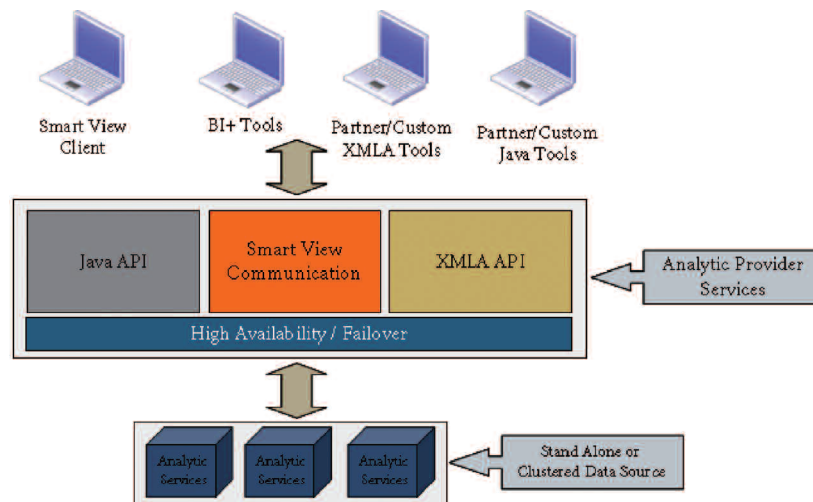 Smart View
Client
BI+ Tools
Partner/Custom
XMLA Tools
Partner/Custom
Java Tools
Java API
Smart View
Communication
XMLA API
Analytic Provider
Services
High Availability / Failover
Analytic
Services
Analytic
Services
Analytic
Services
Stand Alone or
Clustered Data Source